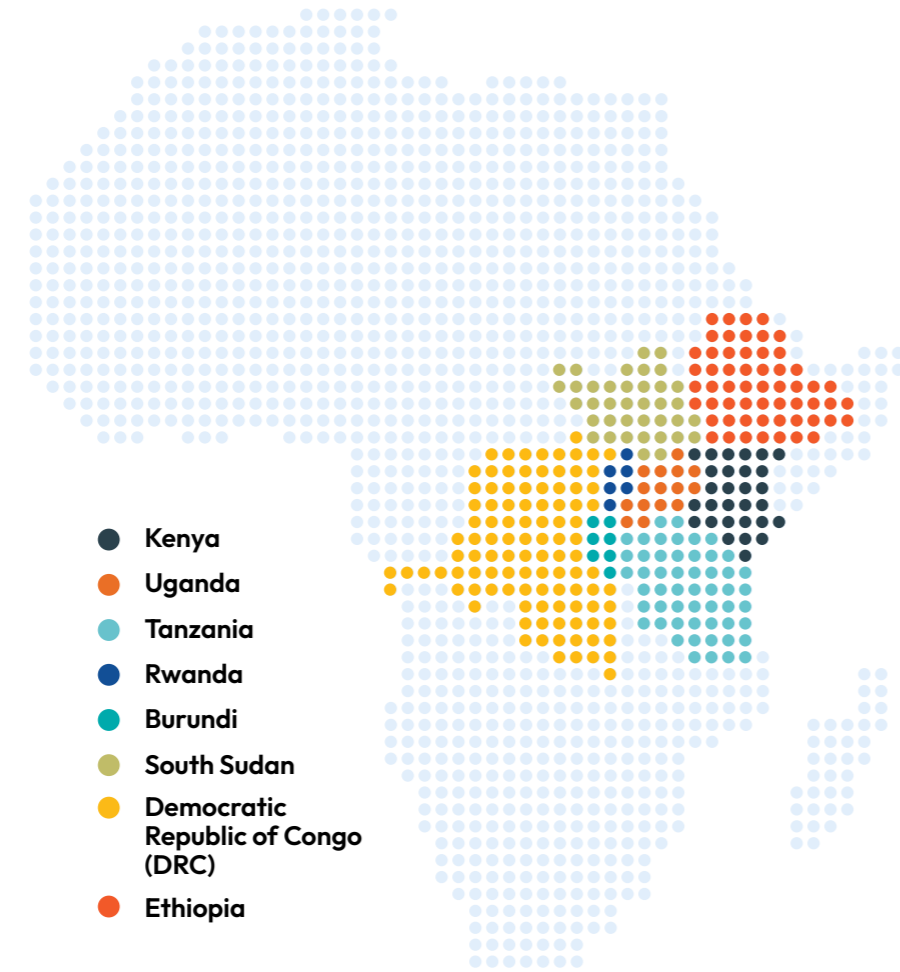 Kenya
Uganda
Tanzania
Rwanda
Burundi
South Sudan
Democratic
Republic of Congo
(DRC)
Ethiopia